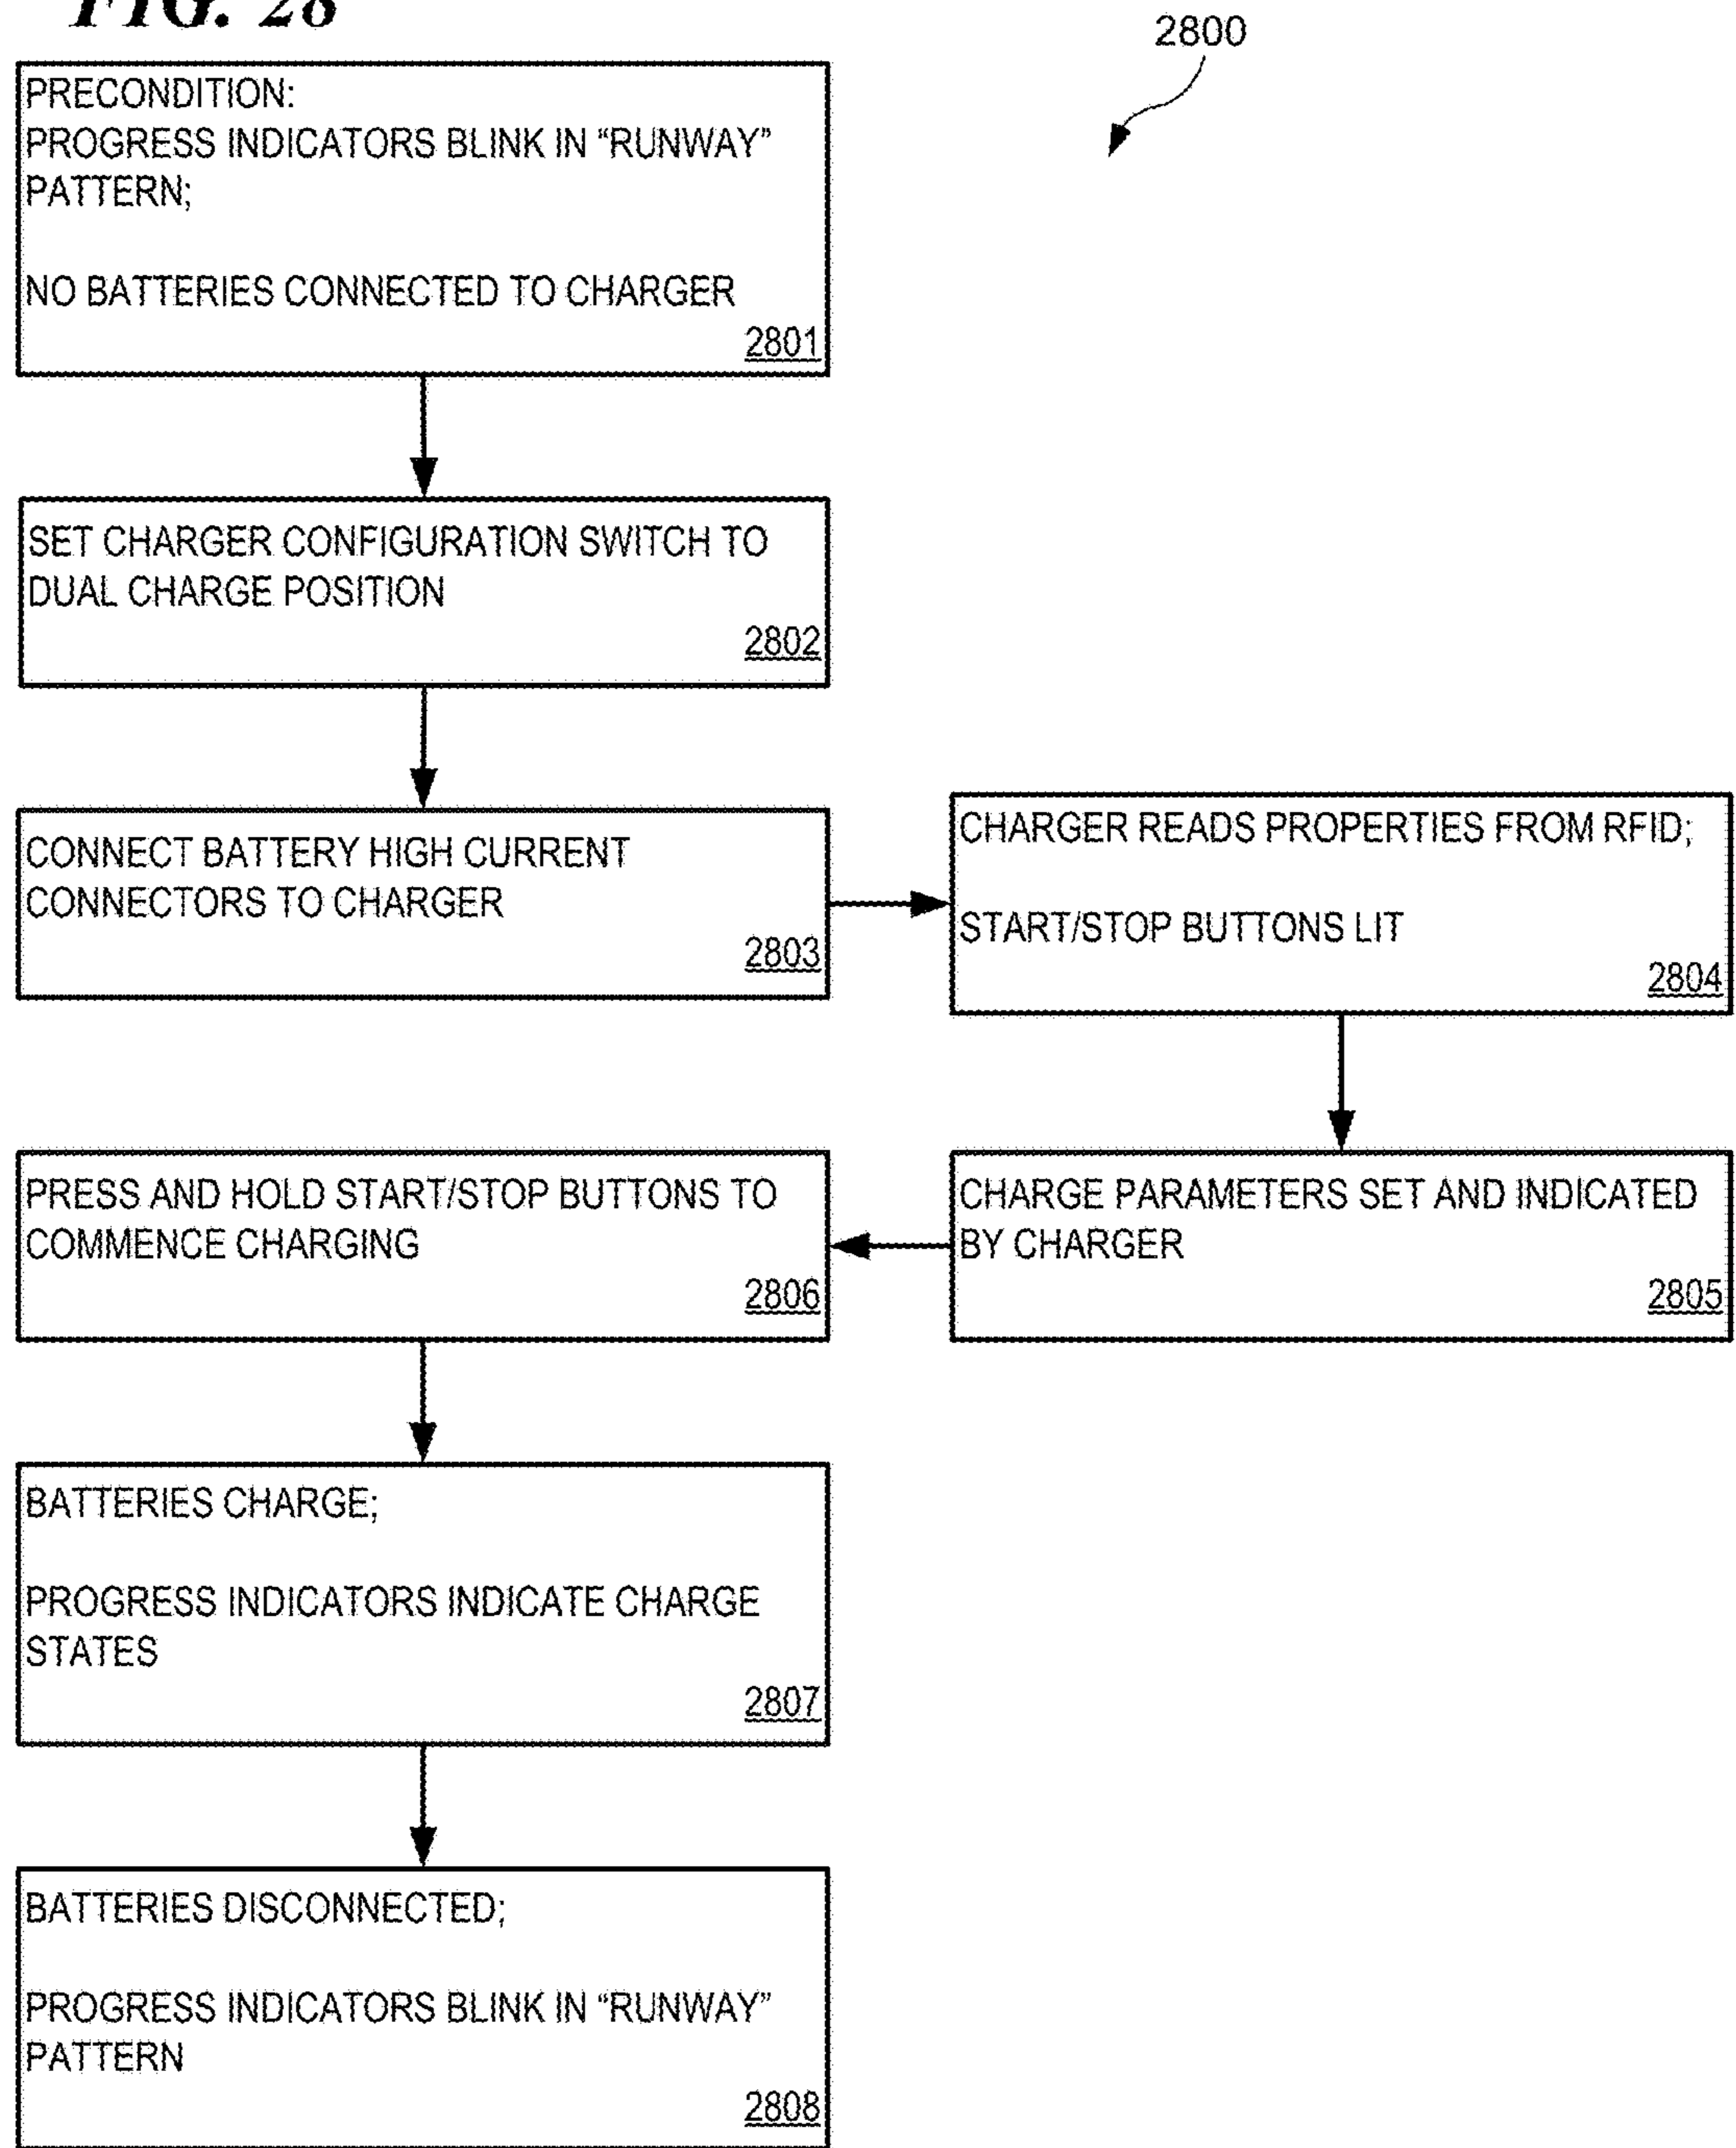 FIG. 28
2800
PRECONDITION:
PROGRESS INDICATORS BLINK IN “RUNWAY”
PATTERN;
NO BATTERIES CONNECTED TO CHARGER
2801
SET CHARGER CONFIGURATION SWITCH TO
DUAL CHARGE POSITION
2802
CONNECT BATTERY HIGH CURRENT
CONNECTORS TO CHARGER
2803
CHARGER READS PROPERTIES FROM RFID;
START/STOP BUTTONS LIT
2804
CHARGE PARAMETERS SET AND INDICATED
BY CHARGER
2805
PRESS AND HOLD START/STOP BUTTONS TO
COMMENCE CHARGING
2806
BATTERIES CHARGE;
PROGRESS INDICATORS INDICATE CHARGE
STATES
2807
BATTERIES DISCONNECTED;
PROGRESS INDICATORS BLINK IN “RUNWAY”
PATTERN
2808